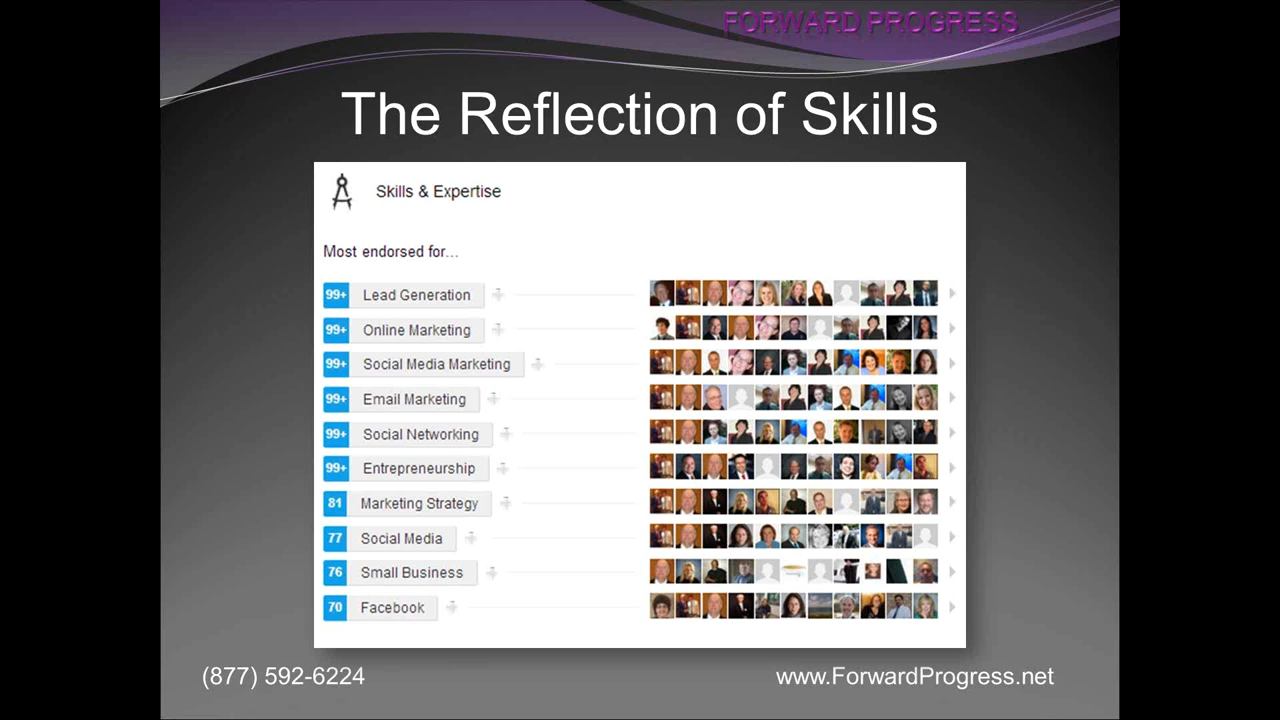 FORWARD PROGRESS
The Reflection of Skills
Skills & Expertise
Most endorsed for...
99+ Lead Generation
99+ Online Marketing
99+ Social Media Marketing
99+ Email Marketing
99+ Social Networking
99+ Entrepreneurship
81 Marketing Strategy
77 Social Media
76 Small Business
70 Facebook
(877) 592-6224 www.ForwardProgress.net